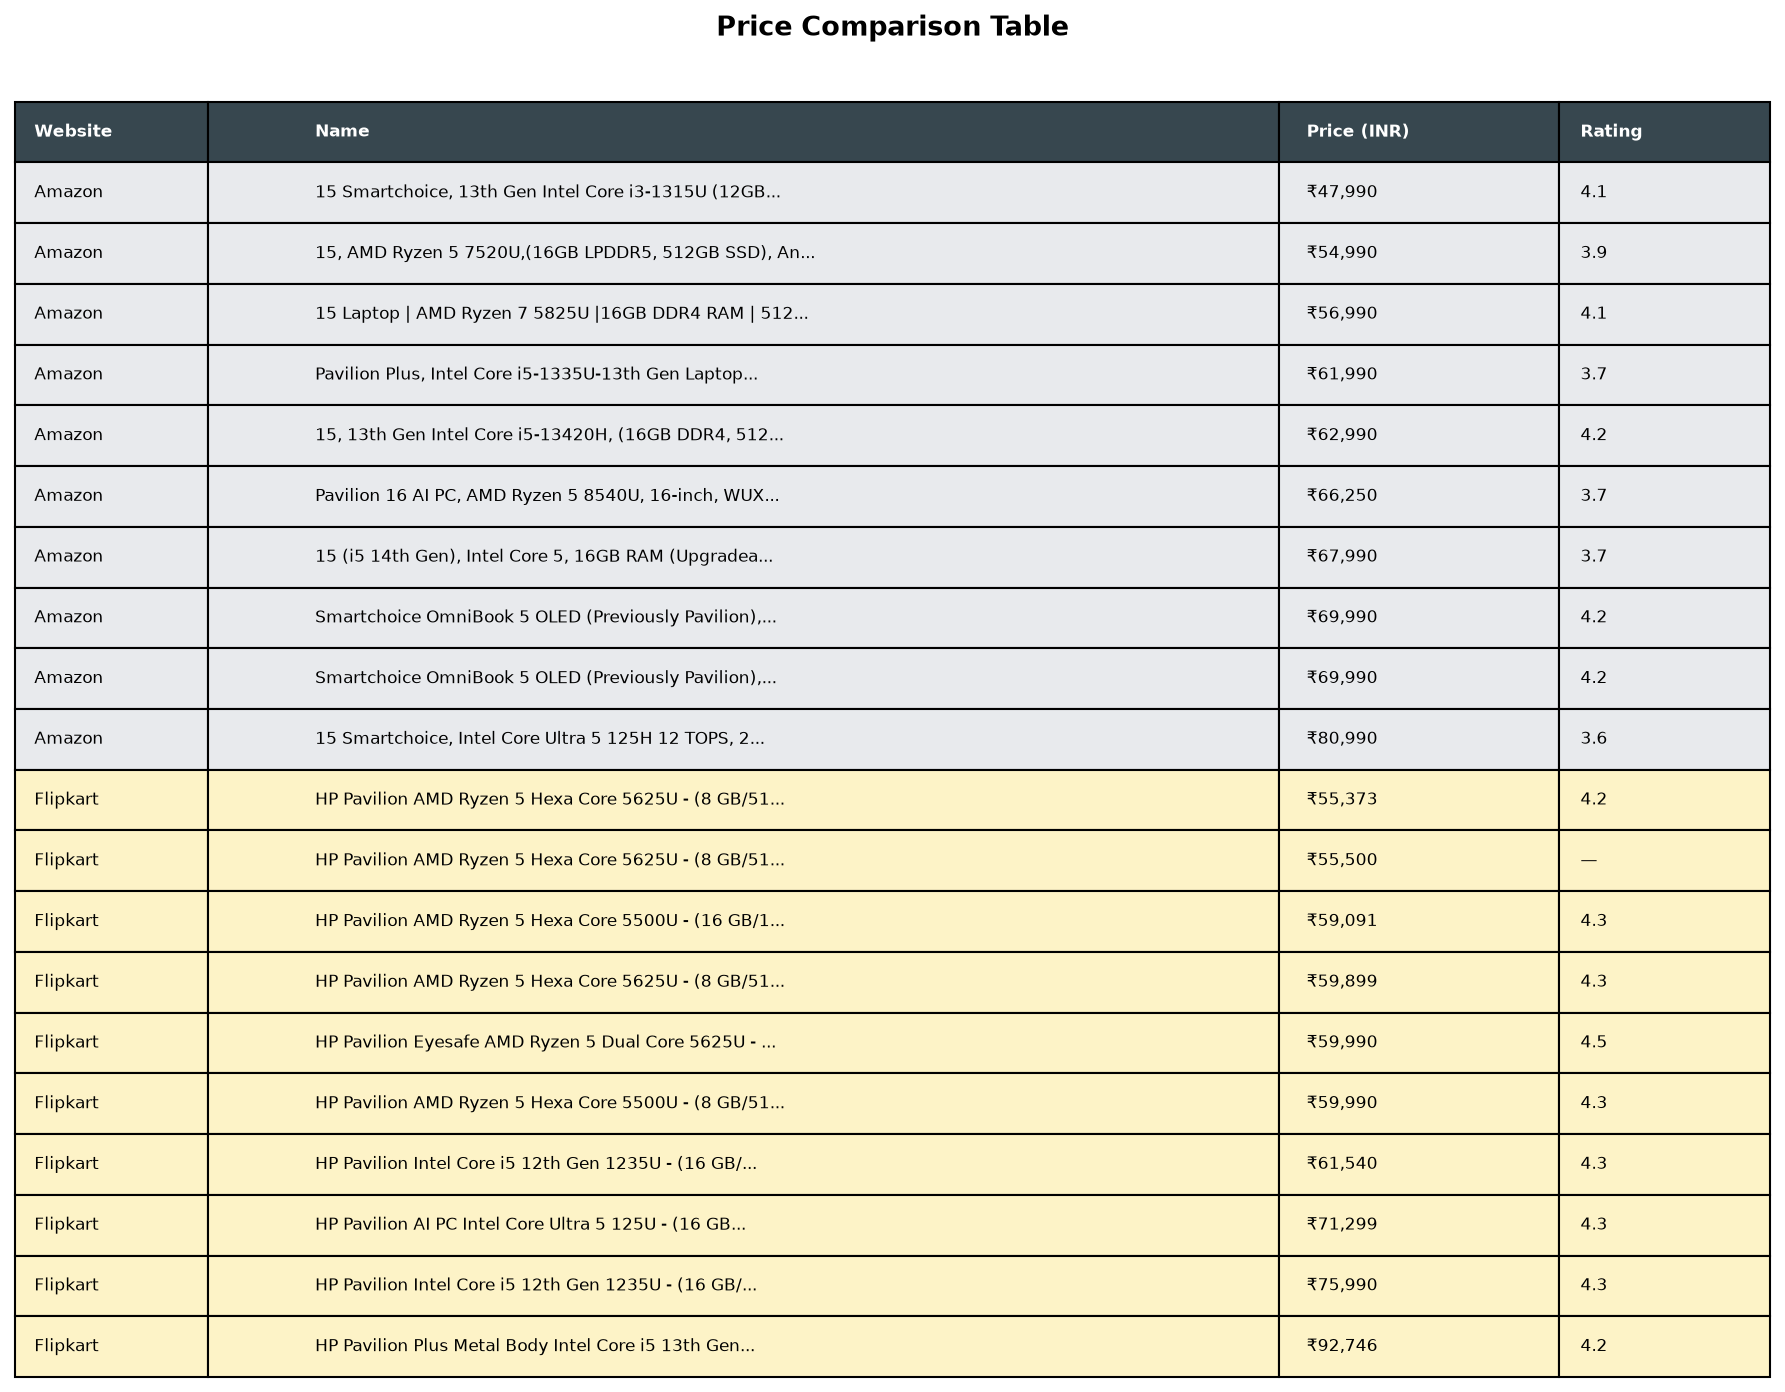 Price Comparison Table
Website Name Price (INR) Rating
Amazon 15 Smartchoice, 13th Gen Intel Core i3-1315U (12GB... ₹47,990 4.1
Amazon 15, AMD Ryzen 5 7520U,(16GB LPDDR5, 512GB SSD), An... ₹54,990 3.9
Amazon 15 Laptop | AMD Ryzen 7 5825U |16GB DDR4 RAM | 512... ₹56,990 4.1
Amazon Pavilion Plus, Intel Core i5-1335U-13th Gen Laptop... ₹61,990 3.7
Amazon 15, 13th Gen Intel Core i5-13420H, (16GB DDR4, 512... ₹62,990 4.2
Amazon Pavilion 16 AI PC, AMD Ryzen 5 8540U, 16-inch, WUX... ₹66,250 3.7
Amazon 15 (i5 14th Gen), Intel Core 5, 16GB RAM (Upgradea... ₹67,990 3.7
Amazon Smartchoice OmniBook 5 OLED (Previously Pavilion),... ₹69,990 4.2
Amazon Smartchoice OmniBook 5 OLED (Previously Pavilion),... ₹69,990 4.2
Amazon 15 Smartchoice, Intel Core Ultra 5 125H 12 TOPS, 2... ₹80,990 3.6
Flipkart HP Pavilion AMD Ryzen 5 Hexa Core 5625U - (8 GB/51... ₹55,373 4.2
Flipkart HP Pavilion AMD Ryzen 5 Hexa Core 5625U - (8 GB/51... ₹55,500 —
Flipkart HP Pavilion AMD Ryzen 5 Hexa Core 5500U - (16 GB/1... ₹59,091 4.3
Flipkart HP Pavilion AMD Ryzen 5 Hexa Core 5625U - (8 GB/51... ₹59,899 4.3
Flipkart HP Pavilion Eyesafe AMD Ryzen 5 Dual Core 5625U - ... ₹59,990 4.5
Flipkart HP Pavilion AMD Ryzen 5 Hexa Core 5500U - (8 GB/51... ₹59,990 4.3
Flipkart HP Pavilion Intel Core i5 12th Gen 1235U - (16 GB/... ₹61,540 4.3
Flipkart HP Pavilion AI PC Intel Core Ultra 5 125U - (16 GB... ₹71,299 4.3
Flipkart HP Pavilion Intel Core i5 12th Gen 1235U - (16 GB/... ₹75,990 4.3
Flipkart HP Pavilion Plus Metal Body Intel Core i5 13th Gen... ₹92,746 4.2